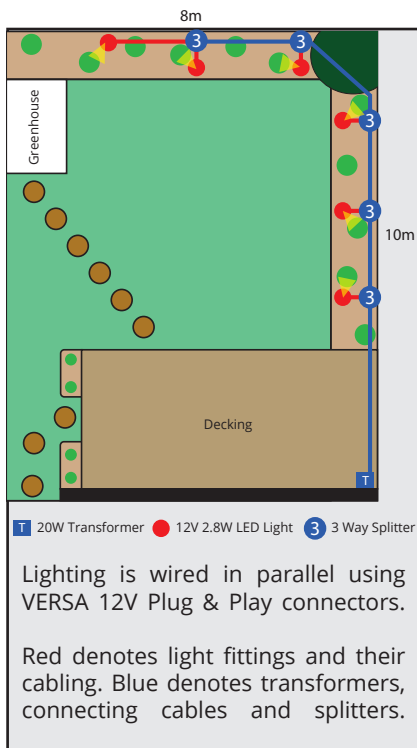 8m
3
3
Greenhouse
3
3
10m
3
Decking
T
T 20W Transformer 12V 2.8W LED Light 3 3 Way Splitter
Lighting is wired in parallel using
VERSA 12V Plug & Play connectors.
Red denotes light fittings and their
cabling. Blue denotes transformers,
connecting cables and splitters.